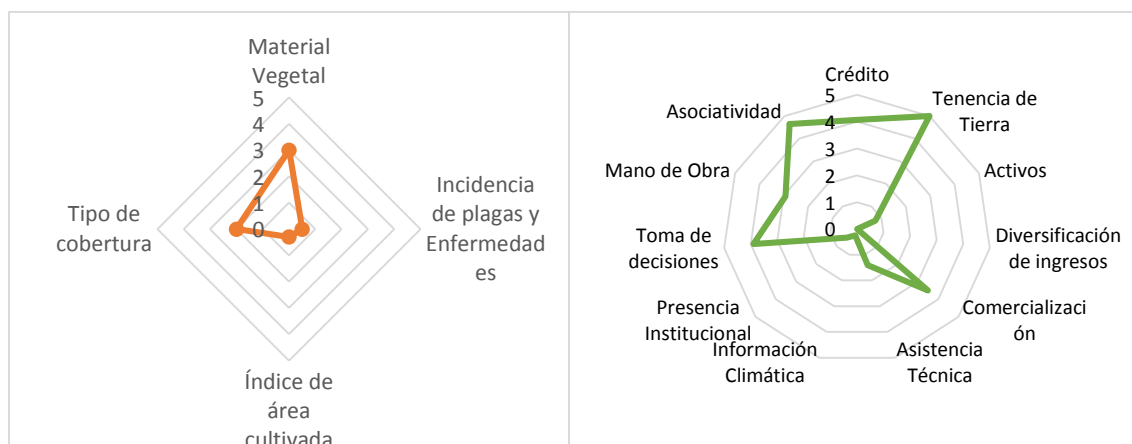 Material
Vegetal
5
4
3
2
1
0
Incidencia
de plagas y
Enfermedad
es
Índice de
área
cultivada
Tipo de
cobertura
Crédito
5
4
3
2
1
0
Tenencia de
Tierra
Activos
Diversificación
de ingresos
Comercializaci
ón
Asistencia
Técnica
Información
Climática
Presencia
Institucional
Toma de
decisiones
Mano de Obra
Asociatividad